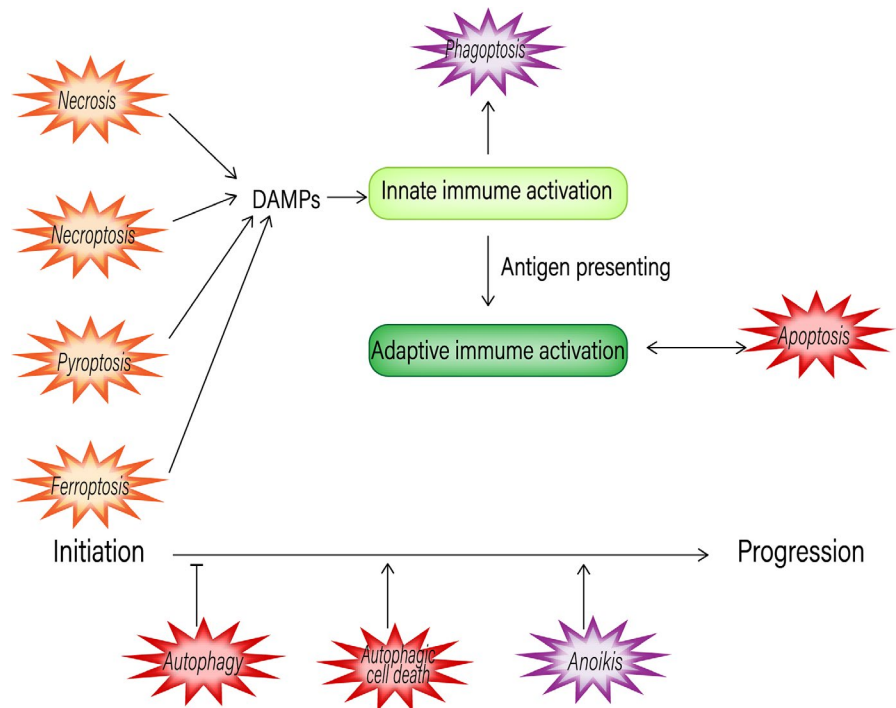 Phagoptosis
Necrosis
Necroptosis
DAMPs
Innate immume activation
Antigen presenting
Pyroptosis
Adaptive immume activation
Apoptosis
Ferroptosis
Initiation
Progression
Autophagy
Autophagic
cell death
Anoikis